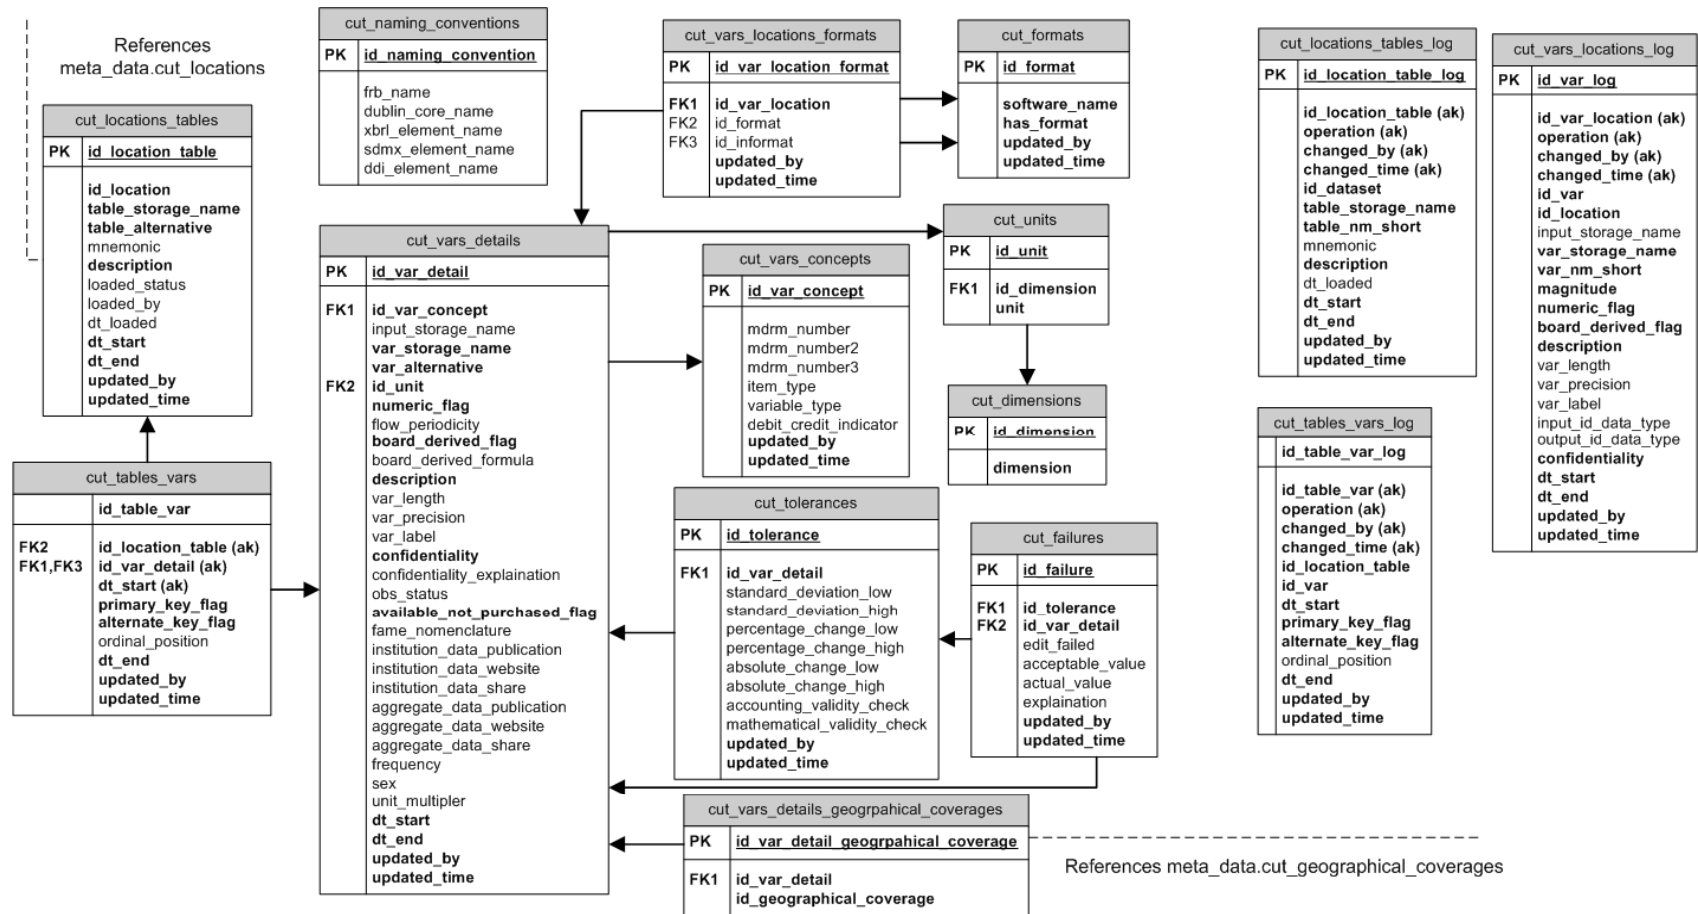 References
meta_data.cut_locations
cut_locations_tables
PK id_location_table
id_location
table_storage_name
table_alternative
mnemonic
description
loaded_status
loaded_by
dt_loaded
dt_start
dt_end
updated_by
updated_time
cut_tables_vars
id_table_var
FK2 id_location_table (ak)
FK1,FK3 id_var_detail (ak)
dt_start (ak)
primary_key_flag
alternate_key_flag
ordinal_position
dt_end
updated_by
updated_time
cut_naming_conventions
PK id_naming_convention
frb_name
dublin_core_name
xbrl_element_name
sdmx_element_name
ddi_element_name
cut_vars_details
PK id_var_detail
FK1 id_var_concept
input_storage_name
var_storage_name
var_alternative
FK2 id_unit
numeric_flag
flow_periodicity
board_derived_flag
board_derived_formula
description
var_length
var_precision
var_label
confidentiality
confidentiality_explaination
obs_status
available_not_purchased_flag
fame_nomenclature
institution_data_publication
institution_data_website
institution_data_share
aggregate_data_publication
aggregate_data_website
aggregate_data_share
frequency
sex
unit_multipler
dt_start
dt_end
updated_by
updated_time
cut_vars_locations_formats
PK id_var_location_format
FK1 id_var_location
FK2 id_format
FK3 id_informat
updated_by
updated_time
cut_formats
PK id_format
software_name
has_format
updated_by
updated_time
cut_units
PK id_unit
FK1 id_dimension
unit
cut_vars_concepts
PK id_var_concept
mdrm_number
mdrm_number2
mdrm_number3
item_type
variable_type
debit_credit_indicator
updated_by
updated_time
cut_dimensions
PK id_dimension
dimension
cut_tolerances
PK id_tolerance
FK1 id_var_detail
standard_deviation_low
standard_deviation_high
percentage_change_low
percentage_change_high
absolute_change_low
absolute_change_high
accounting_validity_check
mathematical_validity_check
updated_by
updated_time
cut_failures
PK id_failure
FK1 id_tolerance
FK2 id_var_detail
edit_failed
acceptable_value
actual_value
explaination
updated_by
updated_time
cut_vars_details_geogrpahical_coverages
PK id_var_detail_geogrpahical_coverage
FK1 id_var_detail
id_geographical_coverage
References meta_data.cut_geographical_coverages
cut_locations_tables_log
PK id_location_table_log
id_location_table (ak)
operation (ak)
changed_by (ak)
changed_time (ak)
id_dataset
table_storage_name
table_nm_short
mnemonic
description
dt_loaded
dt_start
dt_end
updated_by
updated_time
cut_tables_vars_log
id_table_var_log
id_table_var (ak)
operation (ak)
changed_by (ak)
changed_time (ak)
id_location_table
id_var
dt_start
primary_key_flag
alternate_key_flag
ordinal_position
dt_end
updated_by
updated_time
cut_vars_locations_log
PK id_var_log
id_var_location (ak)
operation (ak)
changed_by (ak)
changed_time (ak)
id_var
id_location
input_storage_name
var_storage_name
var_nm_short
magnitude
numeric_flag
board_derived_flag
description
var_length
var_precision
var_label
input_id_data_type
output_id_data_type
confidentiality
dt_start
dt_end
updated_by
updated_time